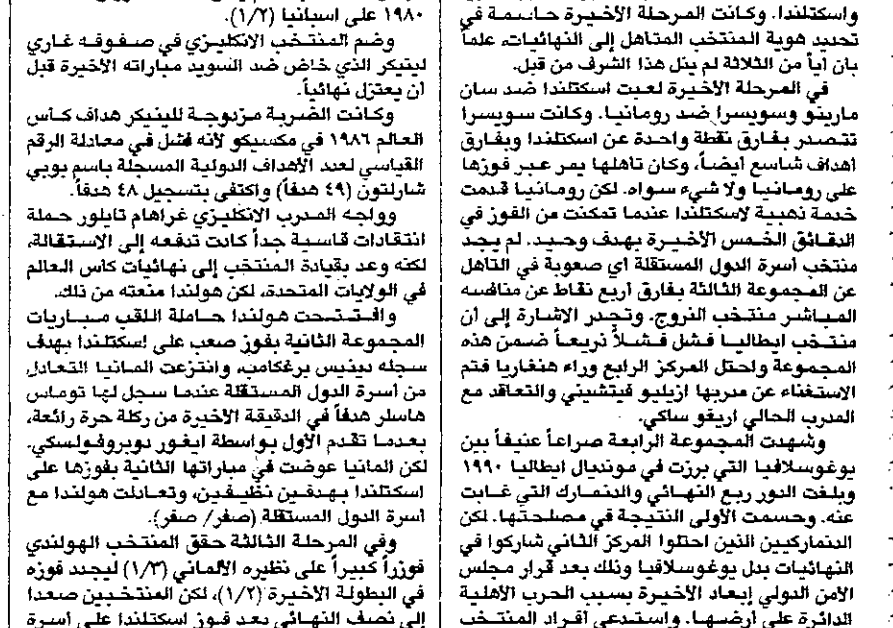 واسكتلندا. وكانت المرحلة الأخيرة حاسمة في
تحديد هوية المنتخب المتاهل إلى النهائيات، علماً
بان أياً من الثلاثة لم ينل هذا الشرف من قبل.
في المرحلة الأخيرة لعبت اسكتلندا ضد سان
مارينو وسويسرا ضد رومانيا. وكانت سويسرا
تتصدر بفارق نقطة واحدة عن اسكتلندا وبفارق
اهداف شاسع ايضاً، وكان تاهلها يمر عبر فوزها
على رومانيا ولا شيء سواه. لكن رومانيا قدمت
خدمة ذهبية لاسكتلندا عندما تمكنت من الفوز في
الدقائق الخمس الأخيرة بهدف وحيد. لم يجد
منتخب أسرة الدول المستقلة أي صعوبة في التاهل
عن المجموعة الثالثة بفارق أربع نقاط عن منافسه
المباشر منتخب النروج. وتجدر الاشارة إلى أن
منتخب ايطاليا فشل فشلاً ذريعاً ضمن هذه
المجموعة ولحتل المركز الرابع وراء هنغاريا فتم
الاستغناء عن مدربها ازيليو فيتشيني والتعاقد مع
المدرب الحالي اريغو ساكي.
وشهدت المجموعة الرابعة صراعاً عنيفاً بين
يوغوسلافيا التي برزت في مونديال ايطاليا ١٩٩٠
وبلغت الدور ربع النهائي والدنمارك التي غابت
عنه. وحسمت الأولى النتيجة في مصلحتها. لكن
الدنماركيين الذين احتلوا المركز الثاني شاركوا في
النهائيات بدل يوغوسلافيا وذلك بعد قرار مجلس
الأمن الدولي إبعاد الأخيرة بسبب الحرب الأهلية
الدائرة على أرضها. واستدعي أفراد المنتخب
١٩٨٠ على اسبانيا (١/٢).
وضم المنتخب الانكليزي في صفوفه غاري
لينيكر الذي خاض ضد السويد مباراته الأخيرة قبل
ان يعتزل نهائياً.
وكانت الضربة مزدوجة للينيكر هداف كأس
العالم ١٩٨٦ في مكسيكو لأنه فشل في معادلة الرقم
القياسي لعدد الأهداف الدولية المسجلة باسم بوبي
شارلتون (٤٩ هدفاً) واكتفى بتسجيل ٤٨ هدفاً.
وواجه المدرب الانكليزي غراهام تايلور حملة
انتقادات قاسية جداً كادت تدفعه إلى الاستقالة،
لكنه وعد بقيادة المنتخب إلى نهائيات كأس العالم
في الولايات المتحدة، لكن هولندا منعته من ذلك.
وافتتحت هولندا حاملة اللقب مباريات
المجموعة الثانية بفوز صعب على اسكتلندا بهدف
سجله دينيس برغكامب، وانتزعت المانيا التعادل
من أسرة الدول المستقلة عندما سجل لها توماس
هاسلر هدفاً في الدقيقة الأخيرة من ركلة حرة رائعة،
بعدما تقدم الأول بواسطة ايغور دوبروفولسكي.
لكن المانيا عوضت في مباراتها الثانية بفوزها على
اسكتلندا بهدفين نظيفين، وتعادلت هولندا مع
أسرة الدول المستقلة (صفر/ صفر).
وفي المرحلة الثالثة حقق المنتخب الهولندي
فوزراً كبيراً على نظيره الألماني (١/٣) ليجدد فوزه
في البطولة الأخيرة (١/٢)، لكن المنتخبين صعدا
إلى نصف النهائي بعد فوز اسكتلندا على أسرة